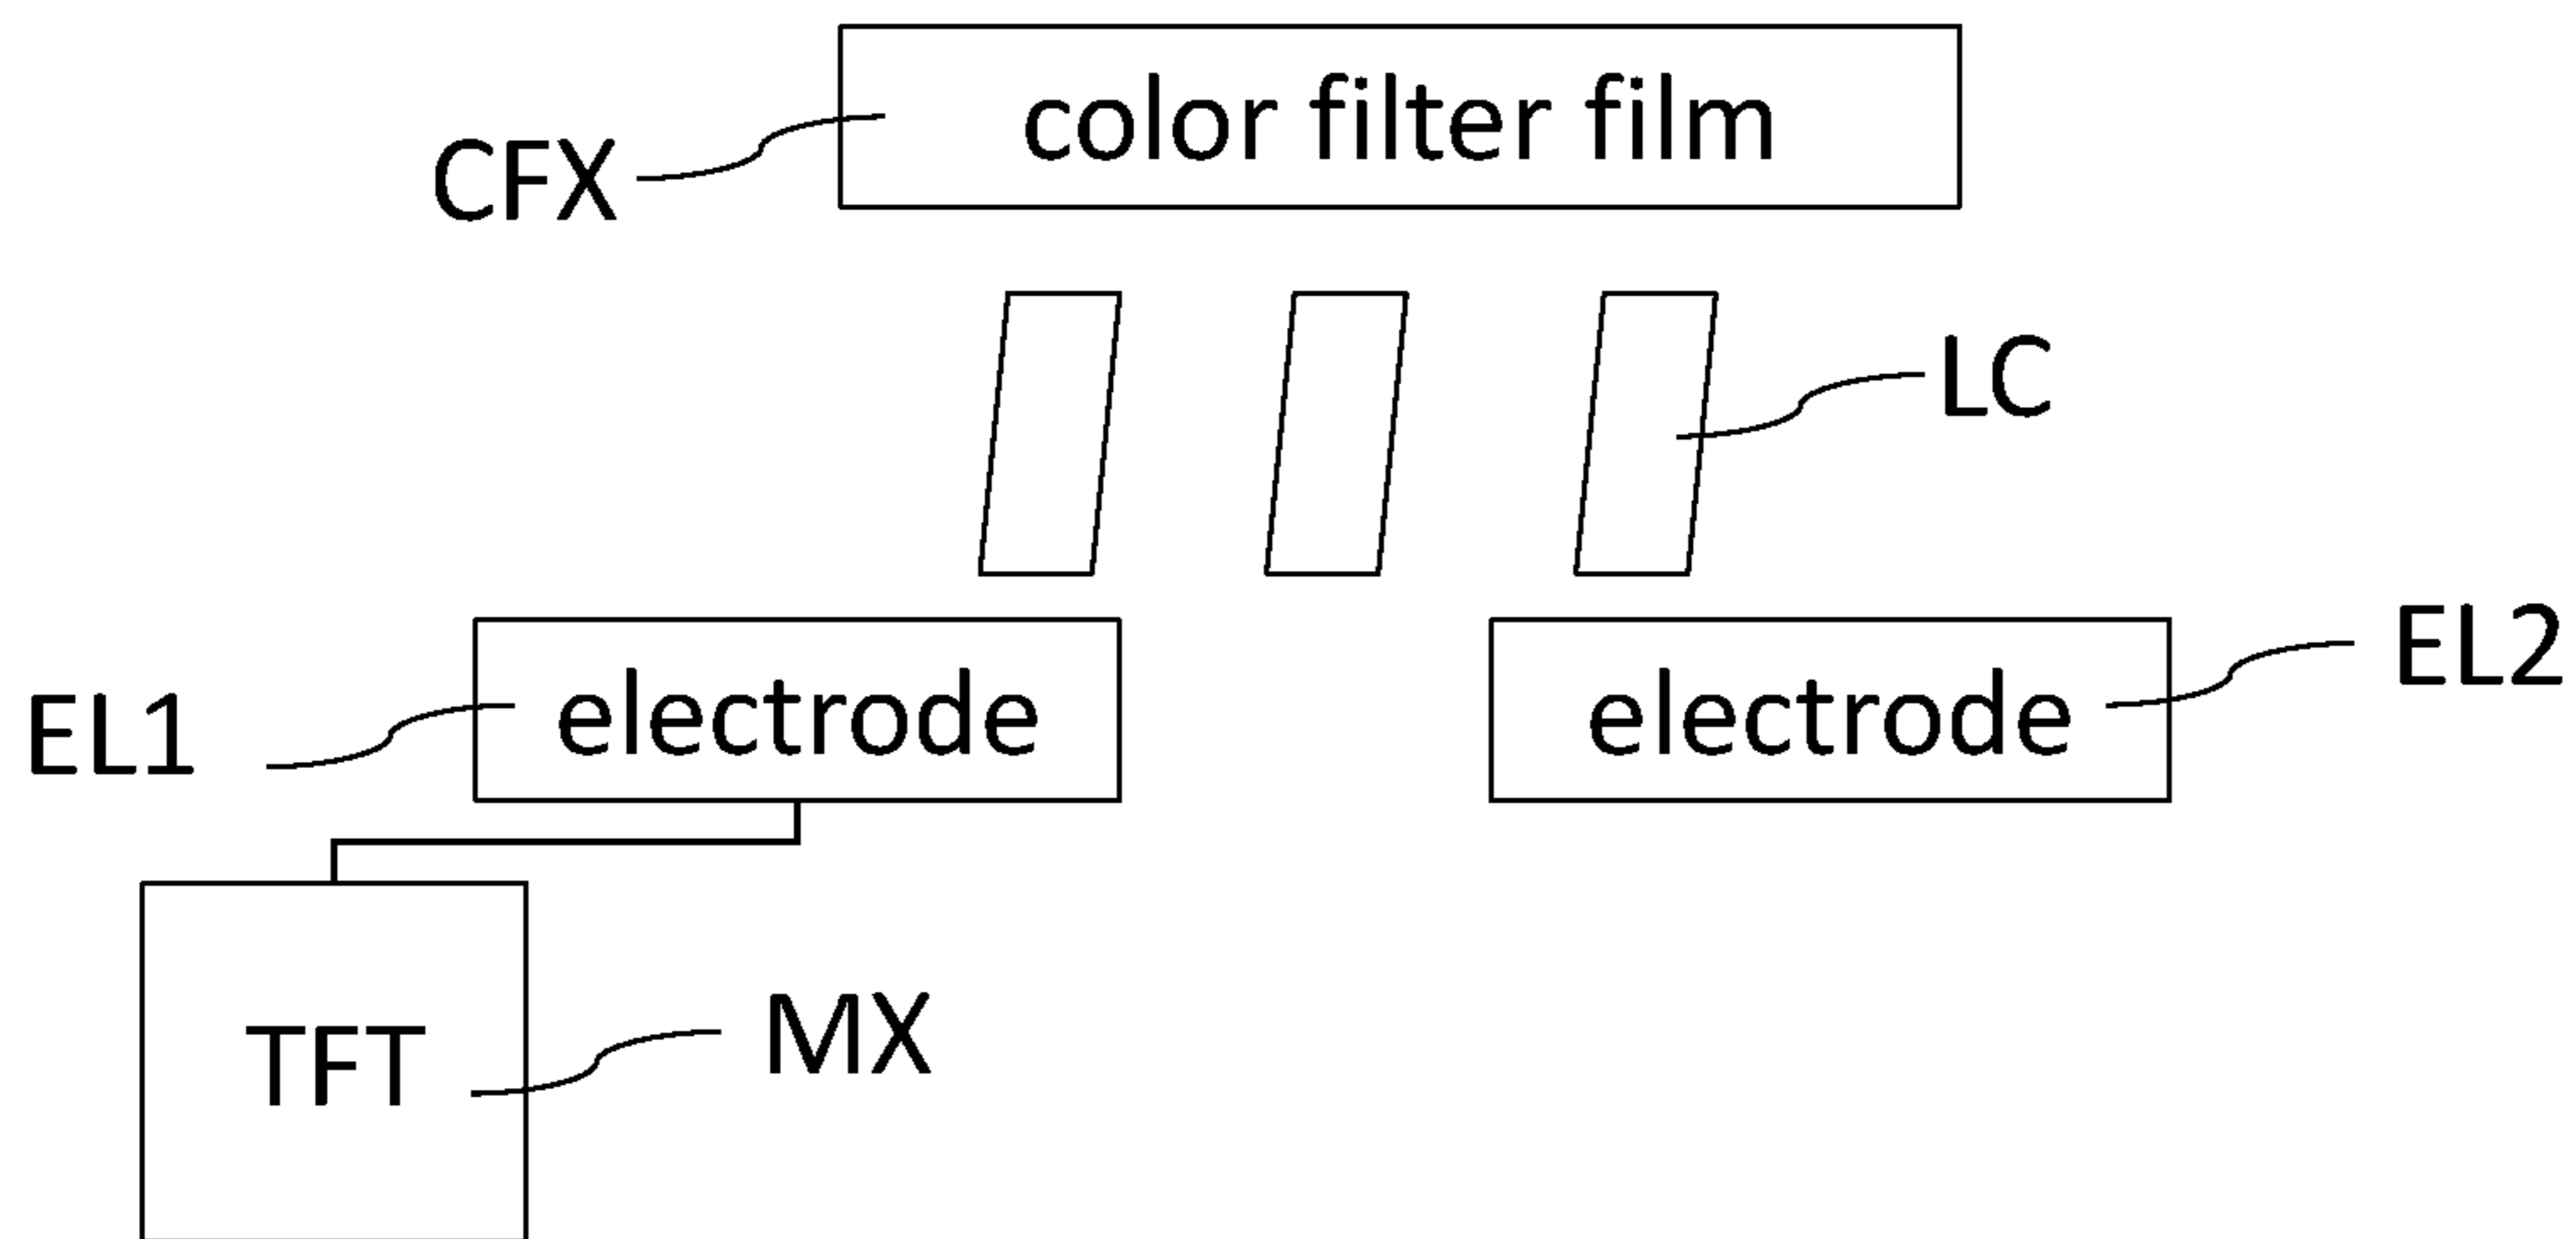 color filter film
CFX
LC
EL2
electrode
electrode
EL1
MX
TFT